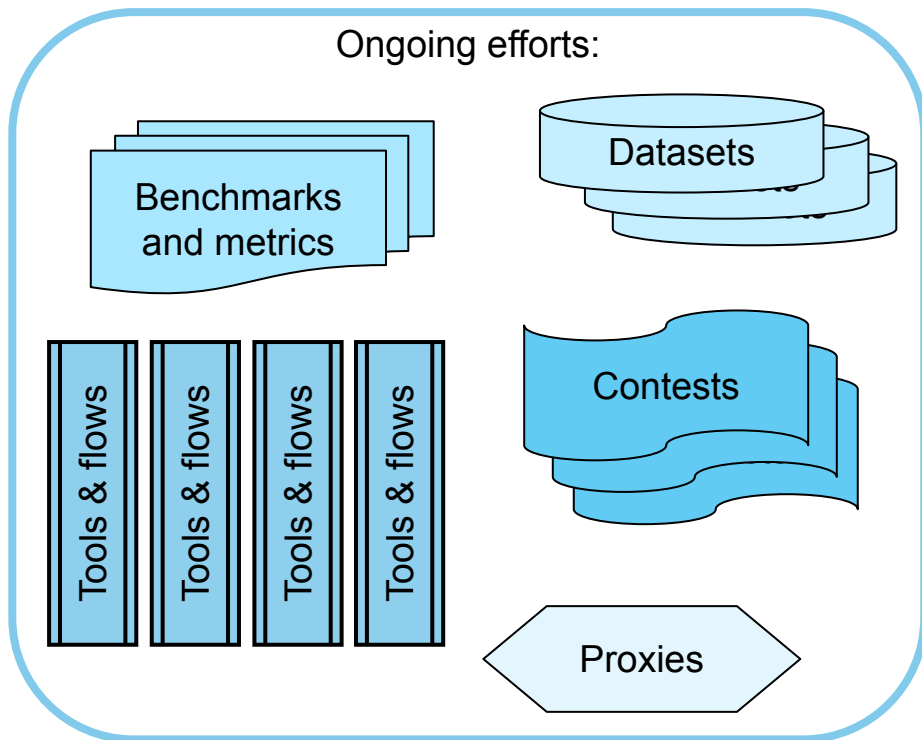 Ongoing efforts:
Benchmarks
and metrics
Datasets
Tools & flows
Tools & flows
Tools & flows
Tools & flows
Contests
Proxies